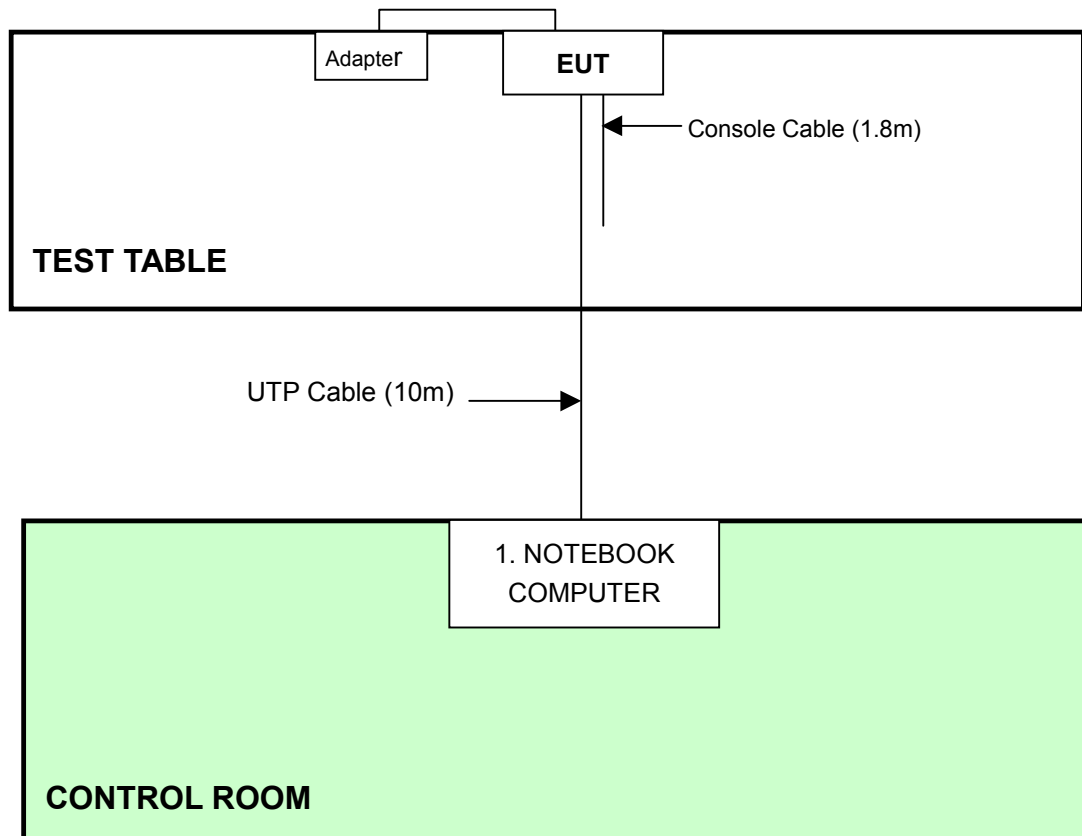 Adapter
EUT
Console Cable (1.8m)
TEST TABLE
UTP Cable (10m)
1. NOTEBOOK
COMPUTER
CONTROL ROOM